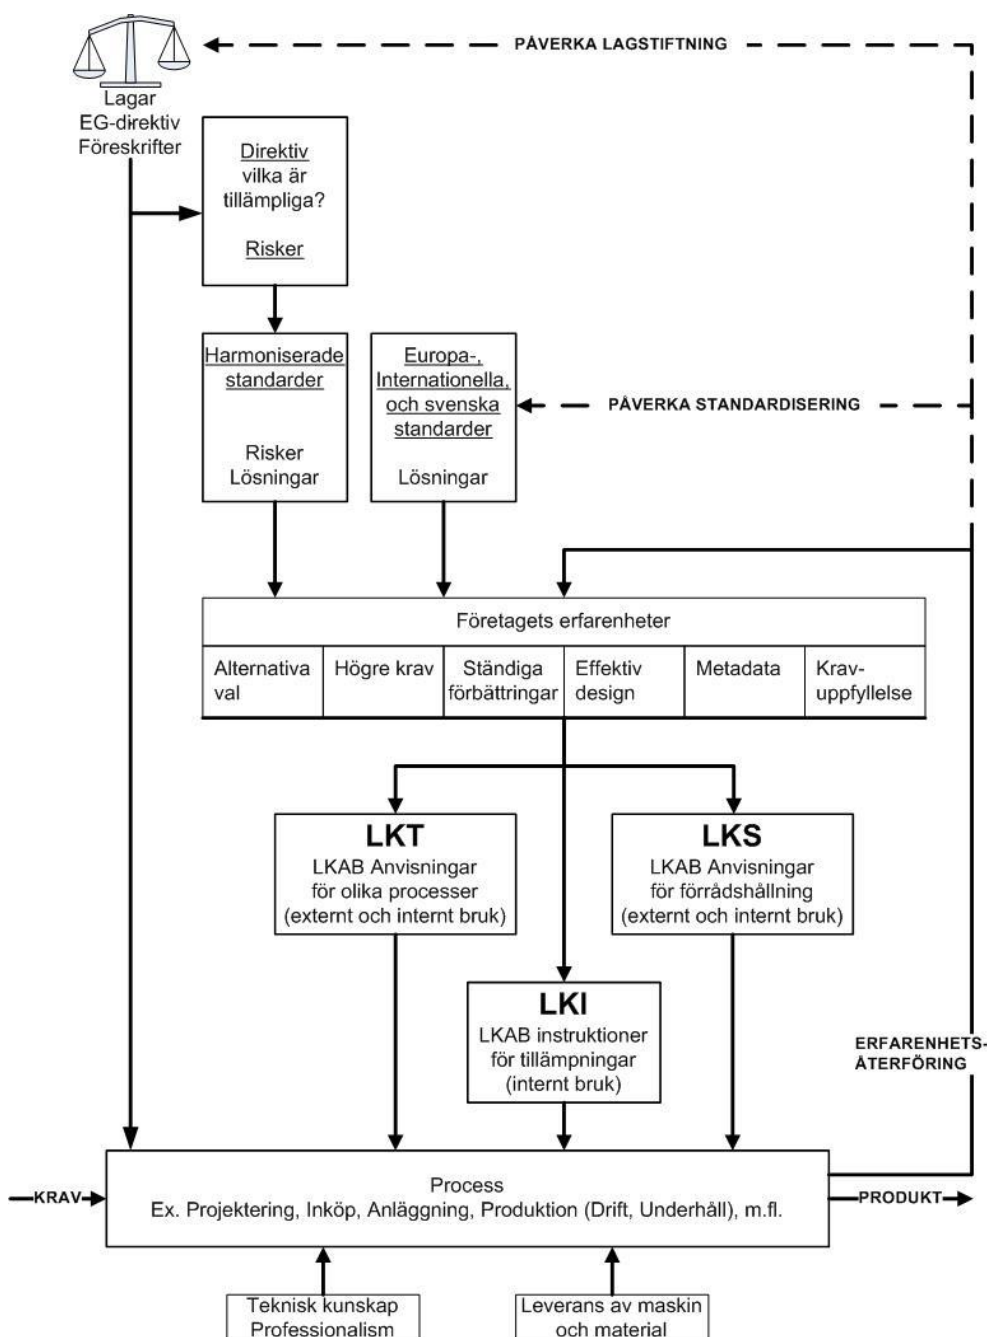 PÅVERKA LAGSTIFTNING
Lagar
EG-direktiv
Föreskrifter
Direktiv
vilka är
tillämpliga?
Risker
Harmoniserade
standarder
Risker
Lösningar
Europa-,
Internationella,
och svenska
standarder
Lösningar
PÅVERKA STANDARDISERING
Företagets erfarenheter
Alternativa
val
Högre krav
Ständiga
förbättringar
Effektiv
design
Metadata
Krav-
uppfyllelse
LKT
LKAB Anvisningar
för olika processer
(externt och internt bruk)
LKS
LKAB Anvisningar
för förrådshållning
(externt och internt bruk)
LKI
LKAB instruktioner
för tillämpningar
(internt bruk)
ERFARENHETS-
ÅTERFÖRING
KRAV
Process
Ex. Projektering, Inköp, Anläggning, Produktion (Drift, Underhåll), m.fl.
PRODUKT
Teknisk kunskap
Professionalism
Leverans av maskin
och material